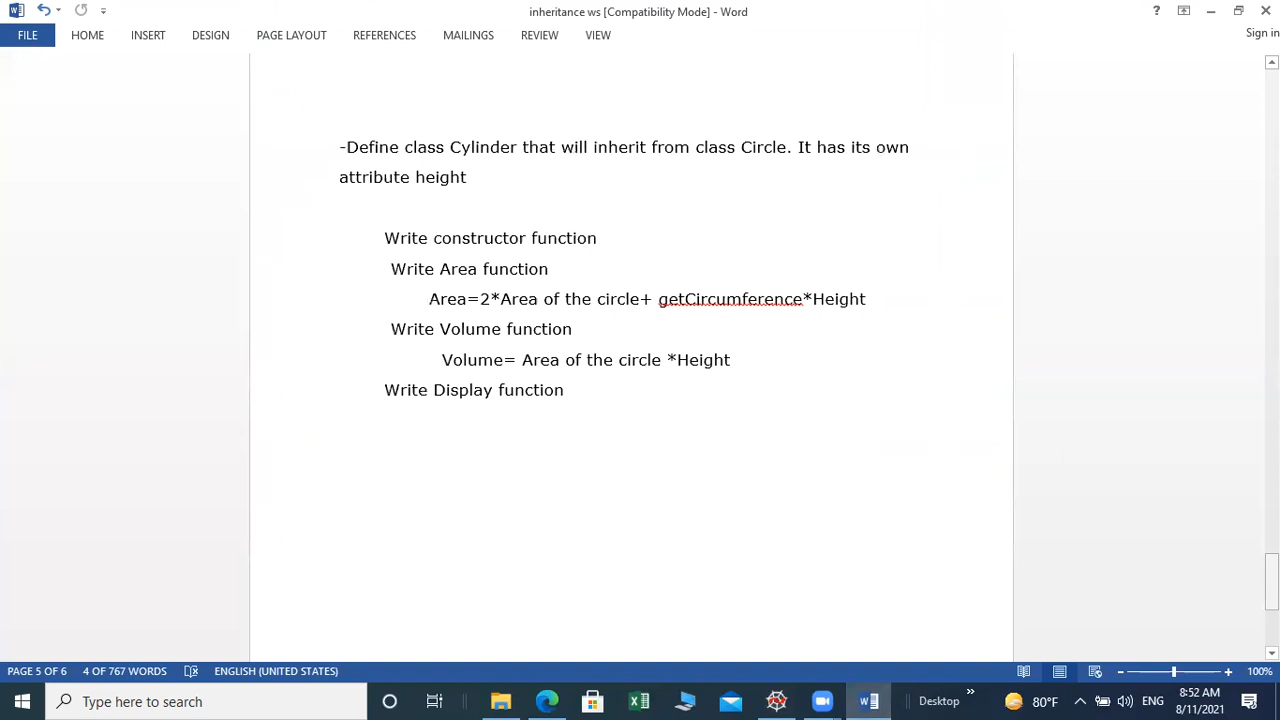 inheritance ws [Compatibility Mode] - Word
?
Sign in
FILE HOME INSERT DESIGN PAGE LAYOUT REFERENCES MAILINGS REVIEW VIEW
-Define class Cylinder that will inherit from class Circle. It has its own
attribute height
Write constructor function
Write Area function
Area=2*Area of the circle+ getCircumference*Height
Write Volume function
Volume= Area of the circle *Height
Write Display function
PAGE 5 OF 6 4 OF 767 WORDS ENGLISH (UNITED STATES) 100%
Type here to search
Desktop » 80°F ENG 8:52 AM
8/11/2021